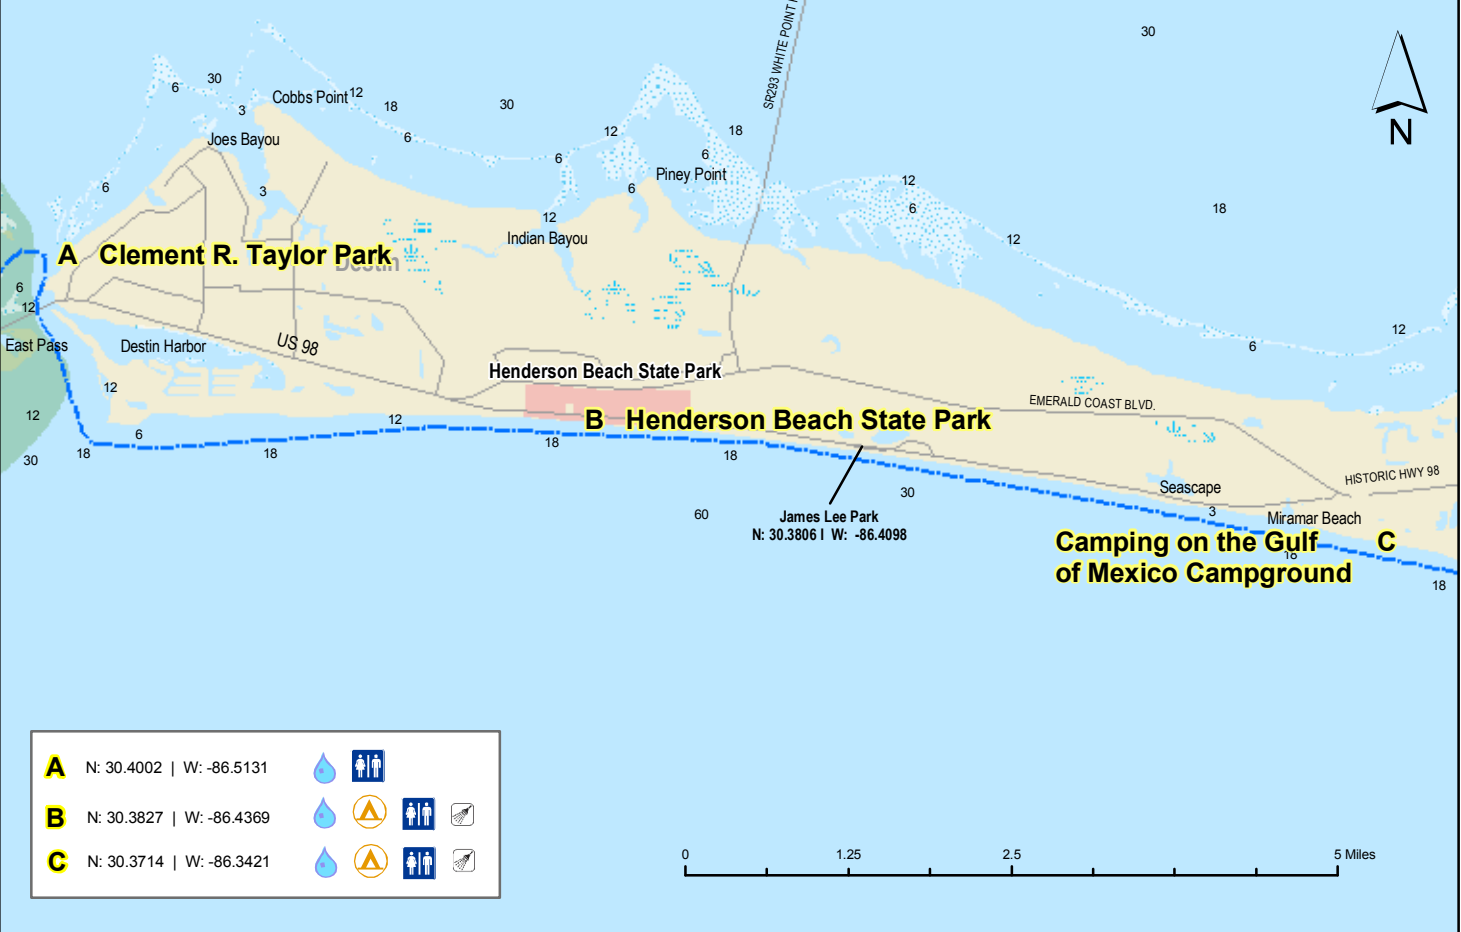 30
SR293 WHITE POINT
N
6
30
3
Cobbs Point
12
18
6
30
12
18
6
6
Joes Bayou
3
6
Piney Point
6
12
6
12
18
12
Indian Bayou
A Clement R. Taylor Park
Destin
6
12
East Pass
Destin Harbor
US 98
12
6
12
Henderson Beach State Park
B Henderson Beach State Park
EMERALD COAST BLVD.
12
6
12
30
18
18
18
18
30
60
James Lee Park
N: 30.3806 I W: -86.4098
HISTORIC HWY 98
Seascape
3
Miramar Beach
Camping on the Gulf
of Mexico Campground
C
18
18
A N: 30.4002 | W: -86.5131
B N: 30.3827 | W: -86.4369
C N: 30.3714 | W: -86.3421
0 1.25 2.5 5 Miles